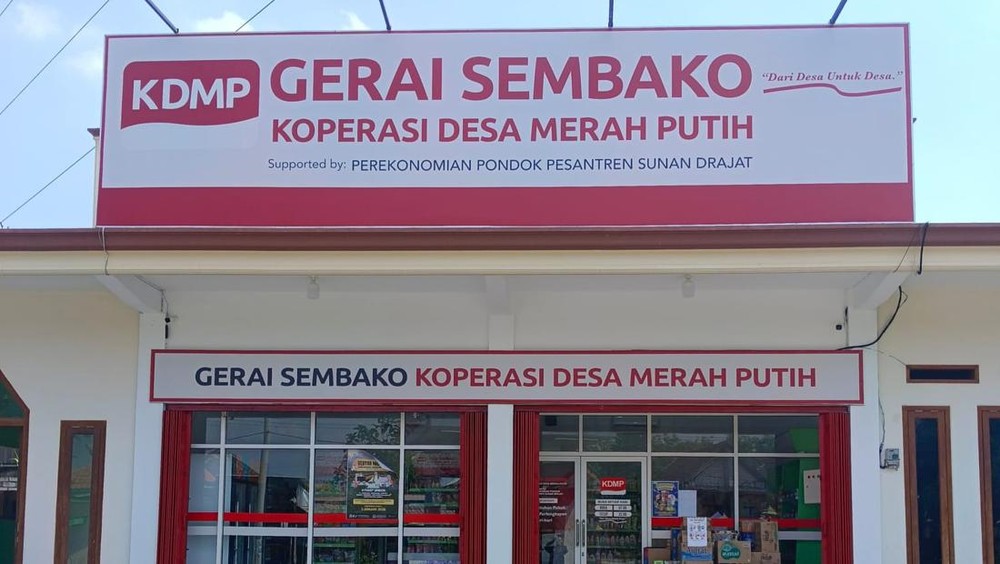 KDMP
GERAI SEMBAKO
"Dari Desa Untuk Desa."
KOPERASI DESA MERAH PUTIH
Supported by: PEREKONOMIAN PONDOK PESANTREN SUNAN DRAJAT
GERAI SEMBAKO KOPERASI DESA MERAH PUTIH
KDMP